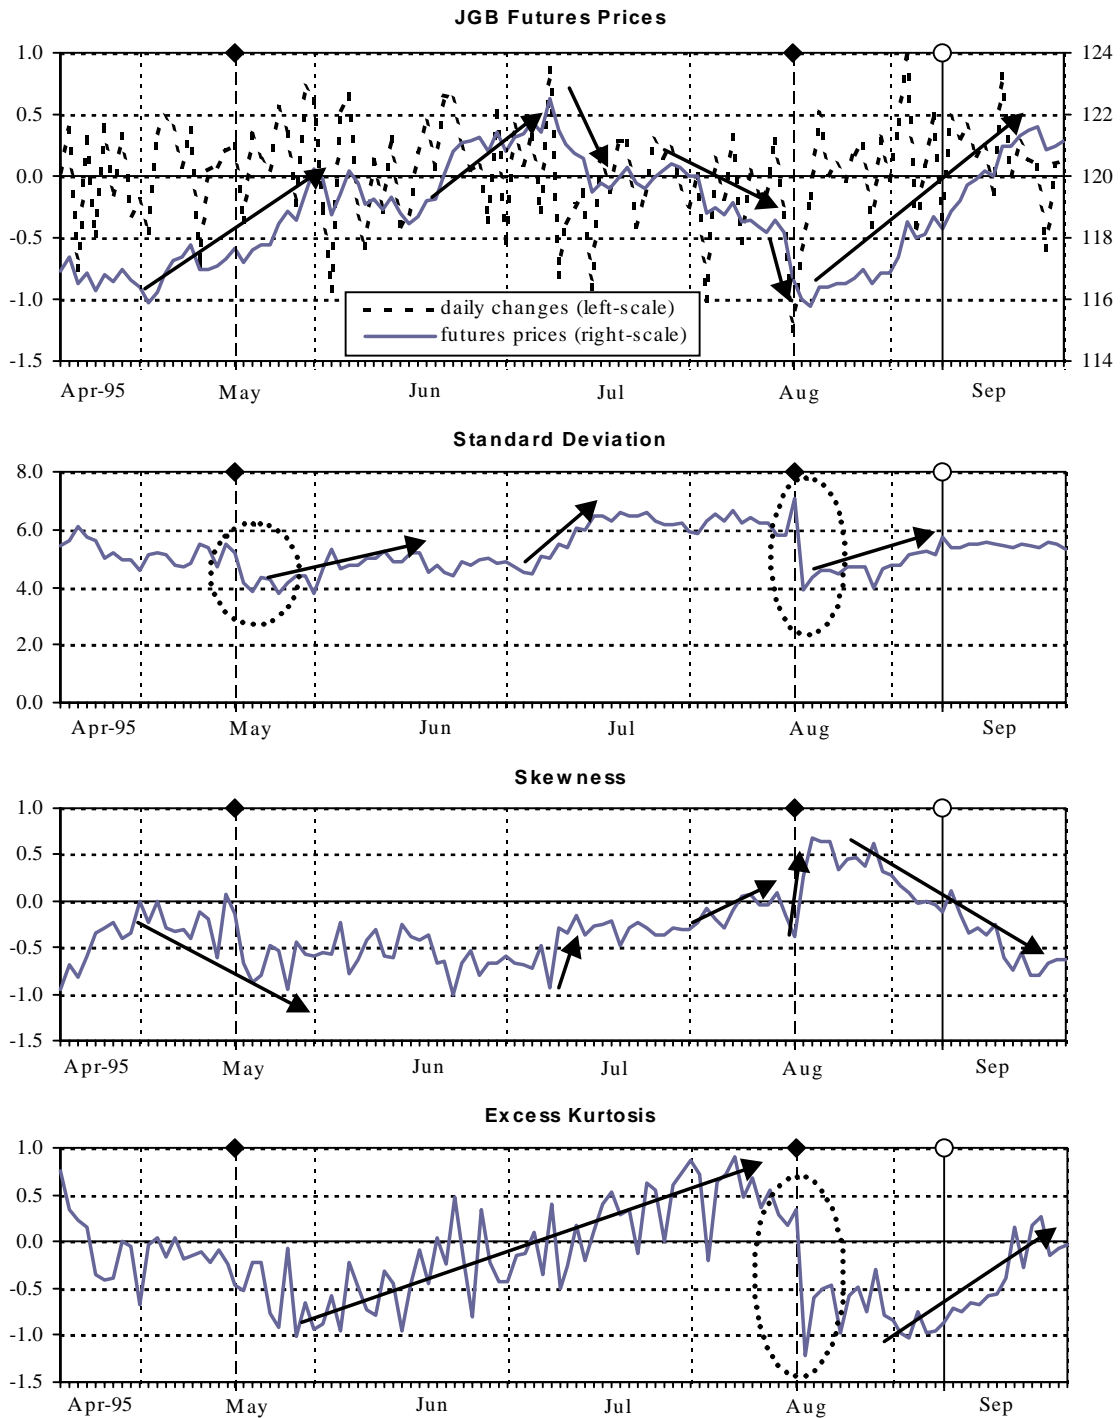 JGB Futures Prices
1.0 124
0.5 122
0.0 120
-0.5 118
-1.0 116
daily changes (left-scale)
futures prices (right-scale)
-1.5 114
Apr-95 May Jun Jul Aug Sep
Standard Deviation
8.0
6.0
4.0
2.0
0.0
Apr-95 May Jun Jul Aug Sep
Skewness
1.0
0.5
0.0
-0.5
-1.0
-1.5
Apr-95 May Jun Jul Aug Sep
Excess Kurtosis
1.0
0.5
0.0
-0.5
-1.0
-1.5
Apr-95 May Jun Jul Aug Sep